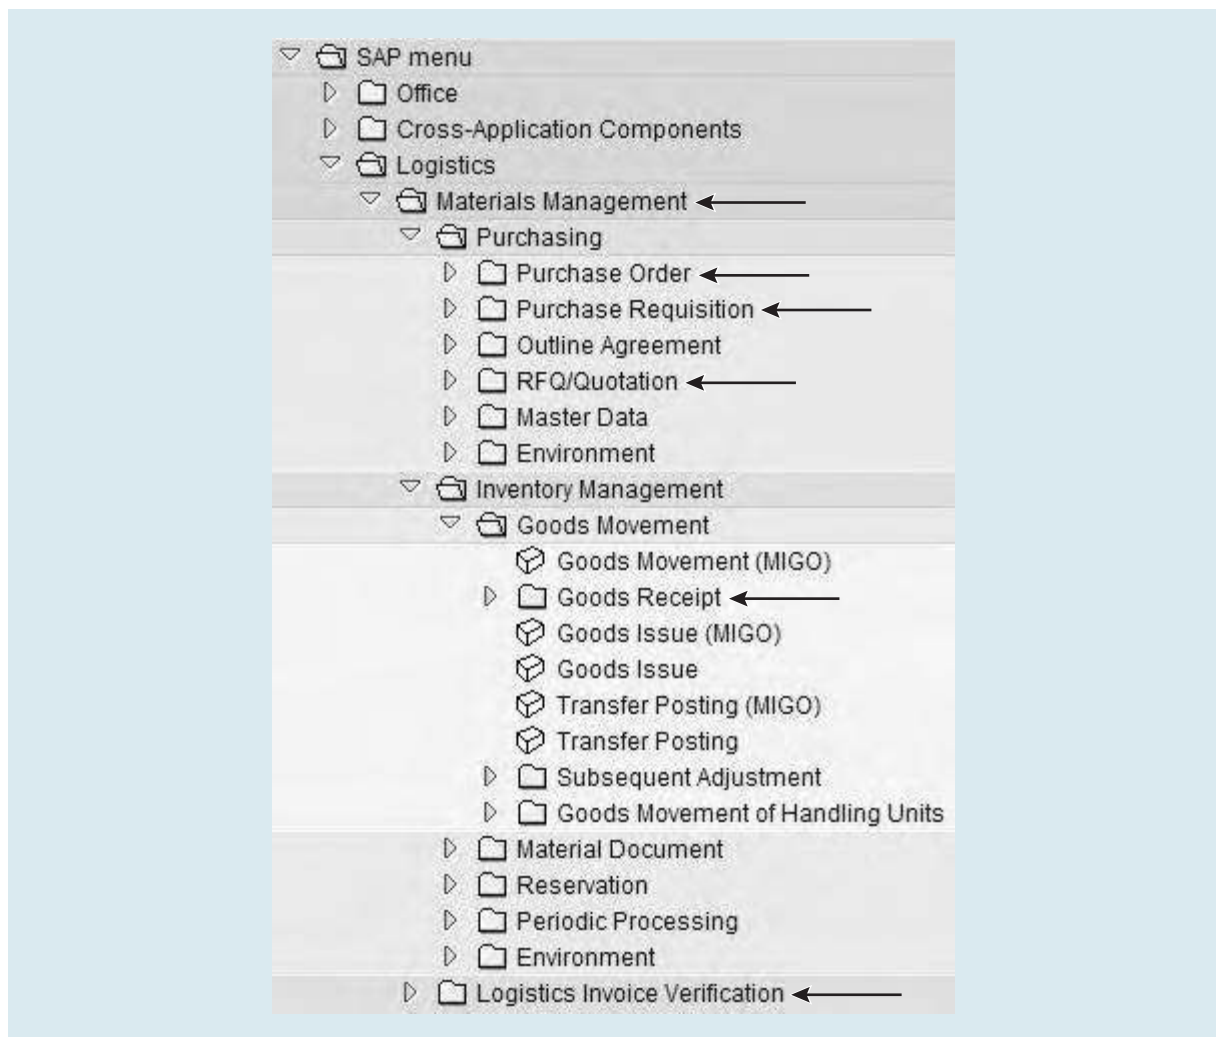 SAP menu
Office
Cross-Application Components
Logistics
Materials Management
Purchasing
Purchase Order
Purchase Requisition
Outline Agreement
RFQ/Quotation
Master Data
Environment
Inventory Management
Goods Movement
Goods Movement (MIGO)
Goods Receipt
Goods Issue (MIGO)
Goods Issue
Transfer Posting (MIGO)
Transfer Posting
Subsequent Adjustment
Goods Movement of Handling Units
Material Document
Reservation
Periodic Processing
Environment
Logistics Invoice Verification